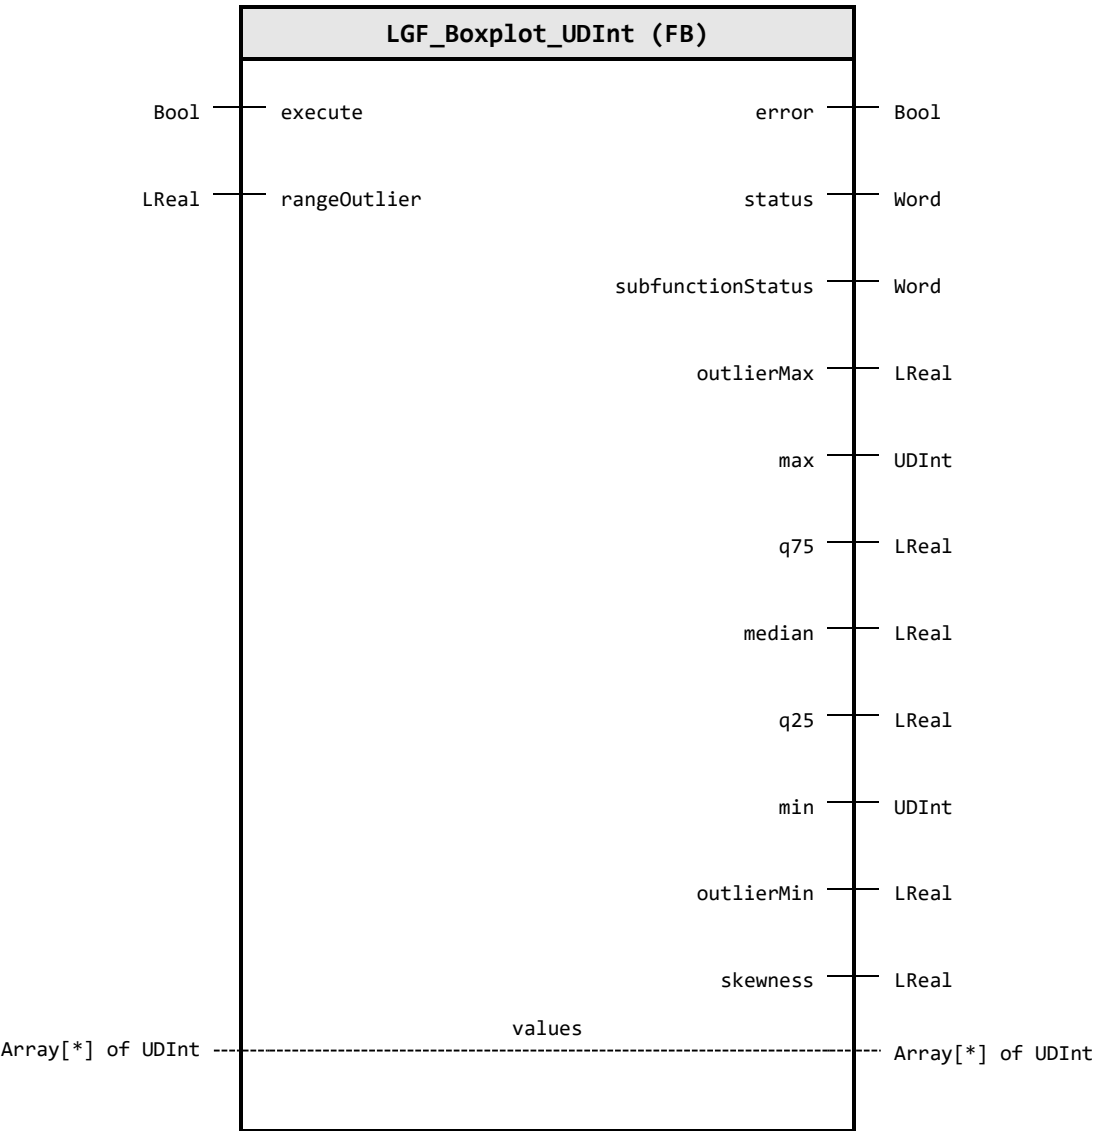 LGF_Boxplot_UDInt (FB)
Bool execute error Bool
LReal rangeOutlier status Word
subfunctionStatus Word
outlierMax LReal
max UDInt
q75 LReal
median LReal
q25 LReal
min UDInt
outlierMin LReal
skewness LReal
values
Array[*] of UDInt Array[*] of UDInt